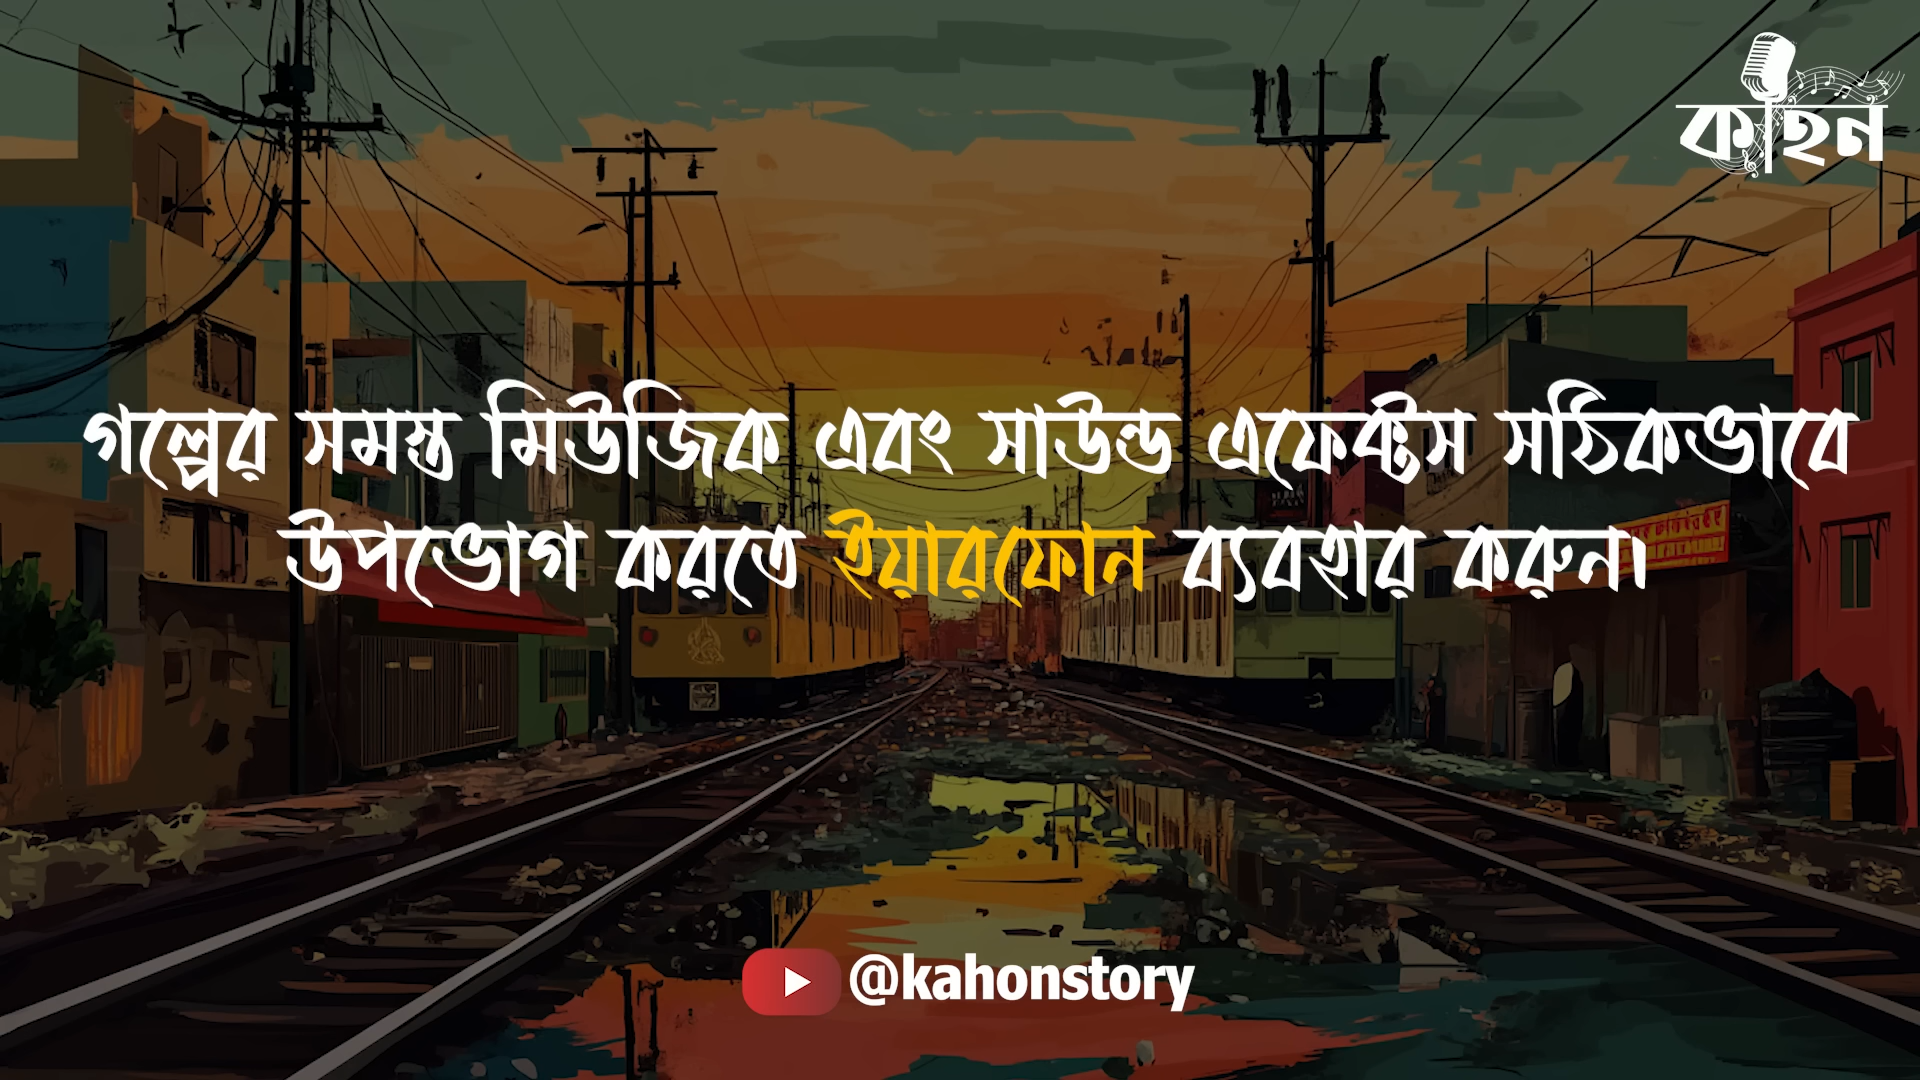 কাহন
গল্পের সমস্ত মিউজিক এবং সাউন্ড এফেক্টস সঠিকভাবে
উপভোগ করতে ইয়ারফোন ব্যবহার করুন।
@kahonstory